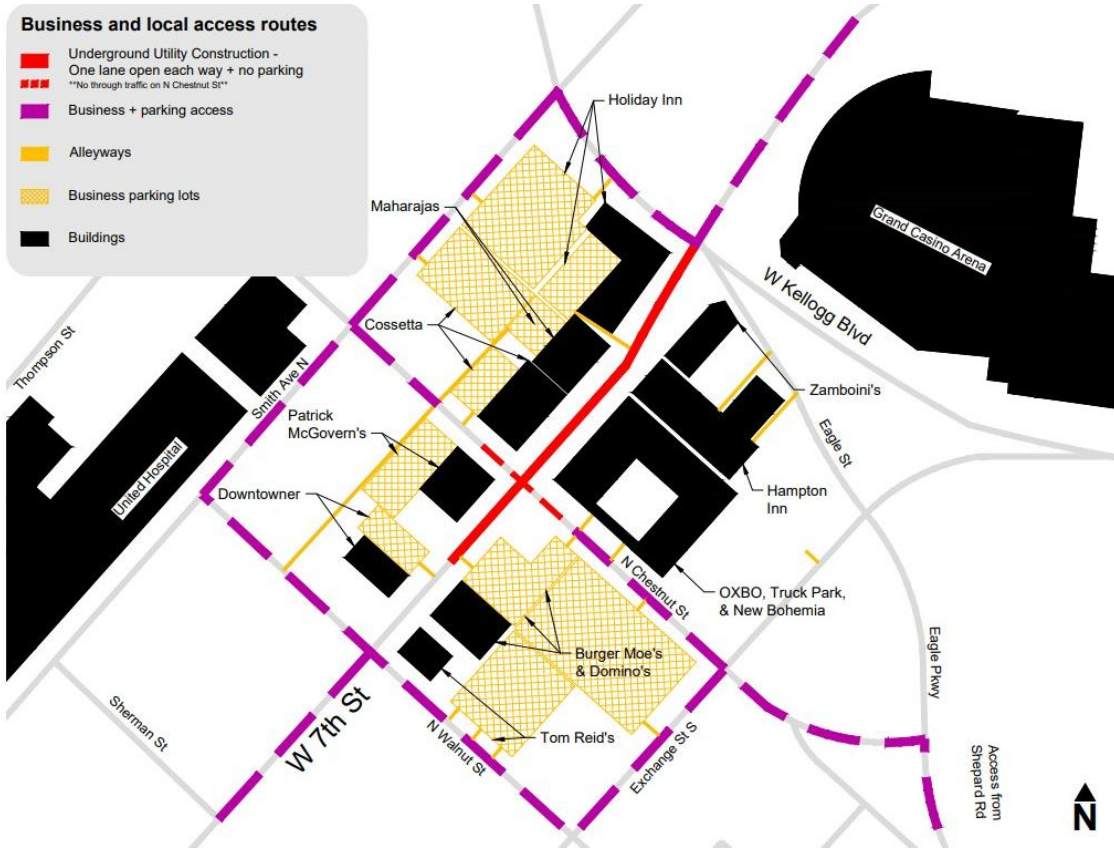 Business and local access routes
Underground Utility Construction -
One lane open each way + no parking
**No through traffic on N Chestnut St**
Business + parking access
Alleyways
Business parking lots
Buildings
Holiday Inn
Maharajas
Cossetta
Patrick
McGovern's
Downtowner
Thompson St
Smith Ave N
United Hospital
Sherman St
W 7th St
N Walnut St
Tom Reid's
Burger Moe's
& Domino's
Exchange St S
N Chestnut St
OXBO, Truck Park,
& New Bohemia
Hampton
Inn
Zamboini's
Eagle St
W Kellogg Blvd
Grand Casino Arena
Eagle Pkwy
Access from
Shepard Rd
N